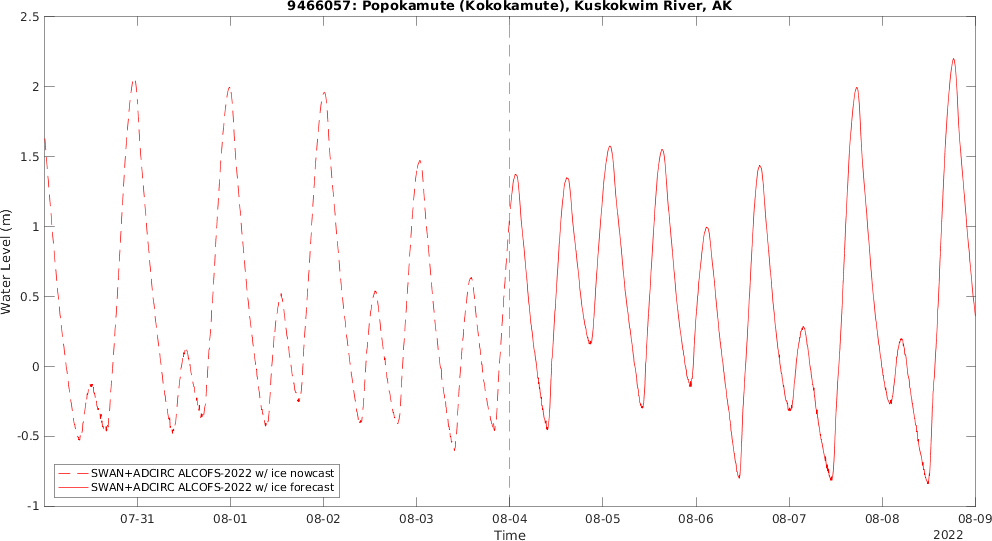 9466057: Popokamute (Kokokamute), Kuskokwim River, AK
2.5
2
1.5
1
0.5
0
-0.5
-1
Water Level (m)
SWAN+ADCIRC ALCOFS-2022 w/ ice nowcast
SWAN+ADCIRC ALCOFS-2022 w/ ice forecast
07-31 08-01 08-02 08-03 08-04 08-05 08-06 08-07 08-08 08-09
Time
2022